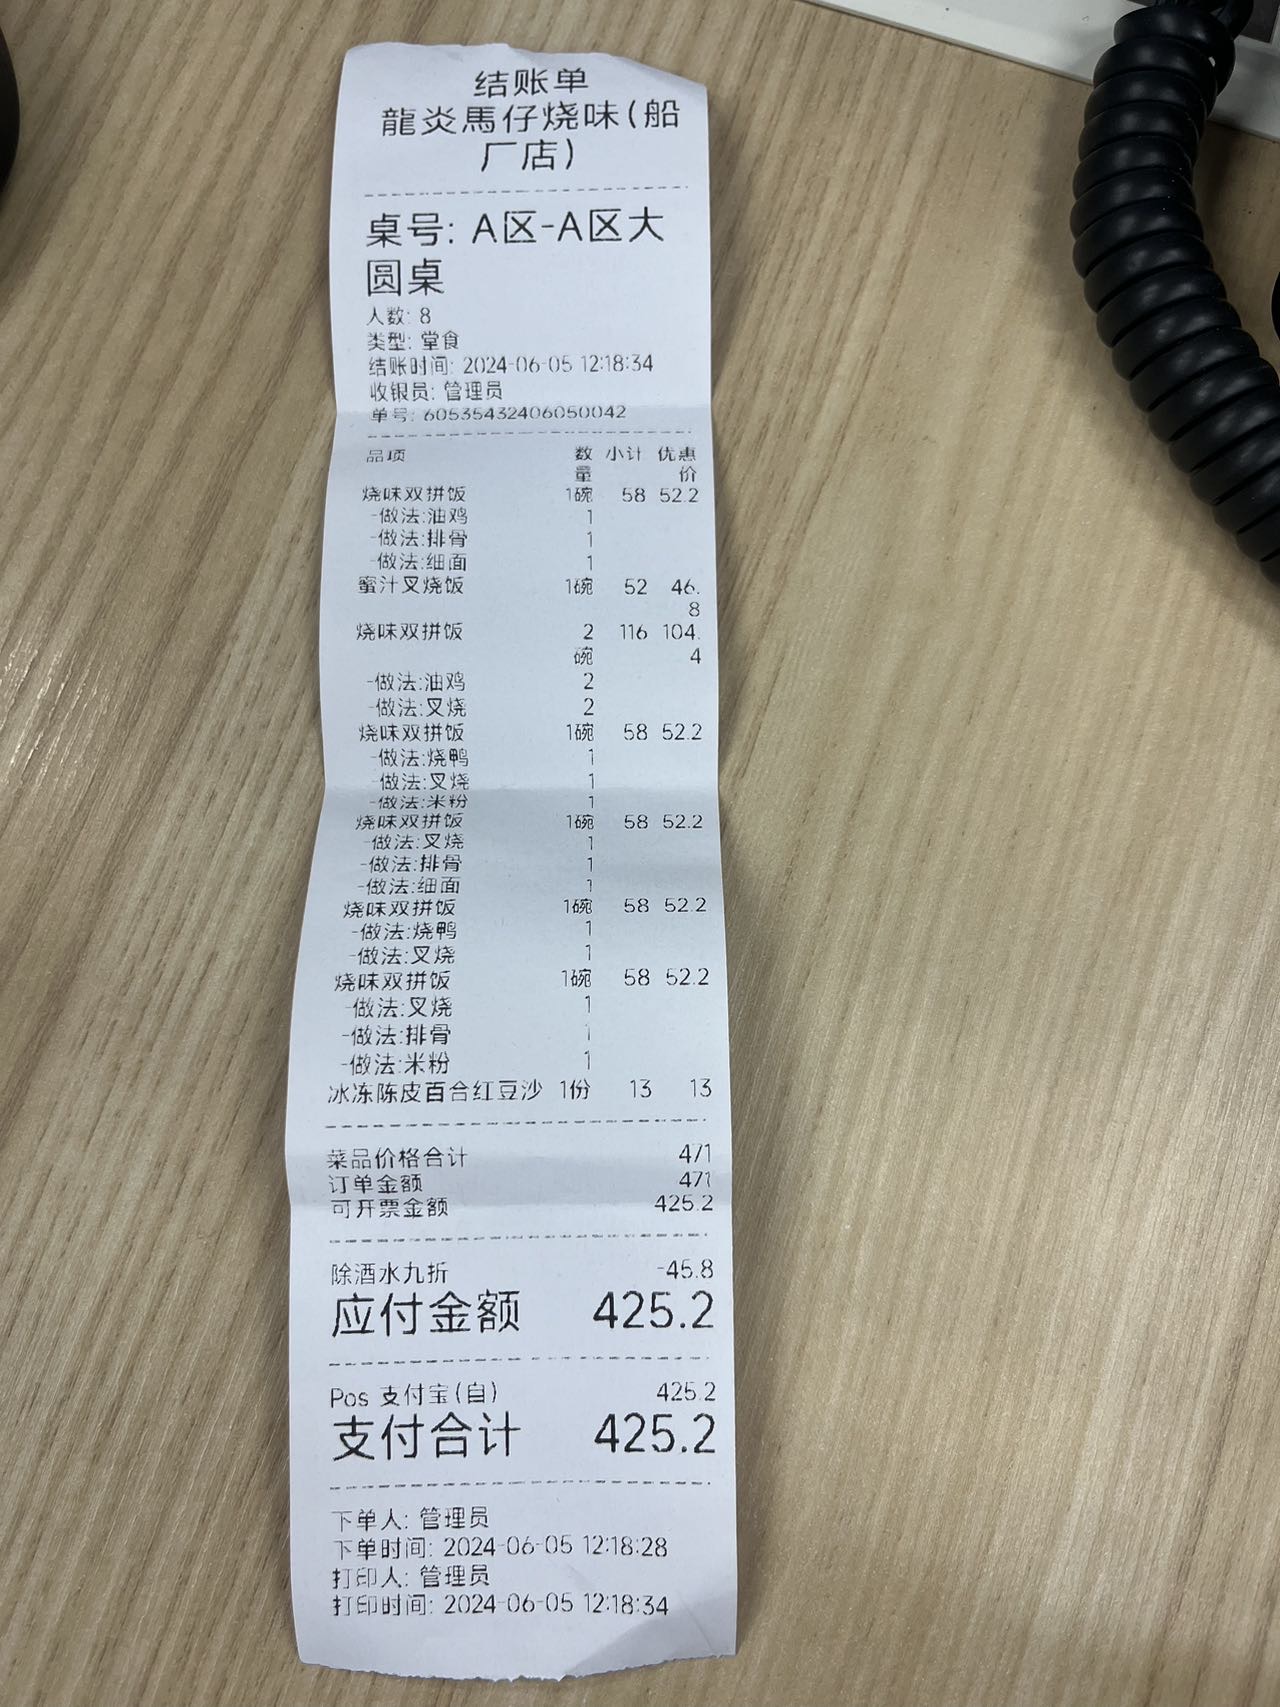 结账单
龍炎馬仔烧味(船
厂店)
桌号: A区-A区大
圆桌
人数: 8
类型: 堂食
结账时间: 2024-06-05 12:18:34
收银员: 管理员
单号: 605354432406050042
品项 数 小计 优惠
量 价
烧味双拼饭 1碗 58 52.2
-做法:油鸡 1
-做法:排骨 1
-做法:细面 1
蜜汁叉烧饭 1碗 52 46.
8
烧味双拼饭 2 116 104.
碗 4
-做法:油鸡 2
-做法:叉烧 2
烧味双拼饭 1碗 58 52.2
-做法:烧鸭 1
-做法:叉烧 1
-做法:米粉 1
烧味双拼饭 1碗 58 52.2
-做法:叉烧 1
-做法:排骨 1
-做法:细面 1
烧味双拼饭 1碗 58 52.2
-做法:烧鸭 1
-做法:叉烧 1
烧味双拼饭 1碗 58 52.2
-做法:叉烧 1
-做法:排骨 1
-做法:米粉 1
冰冻陈皮百合红豆沙 1份 13 13
菜品价格合计 471
订单金额 471
可开票金额 425.2
除酒水九折 -45.8
应付金额 425.2
Pos 支付宝(自) 425.2
支付合计 425.2
下单人: 管理员
下单时间: 2024-06-05 12:18:28
打印人: 管理员
打印时间: 2024-06-05 12:18:34